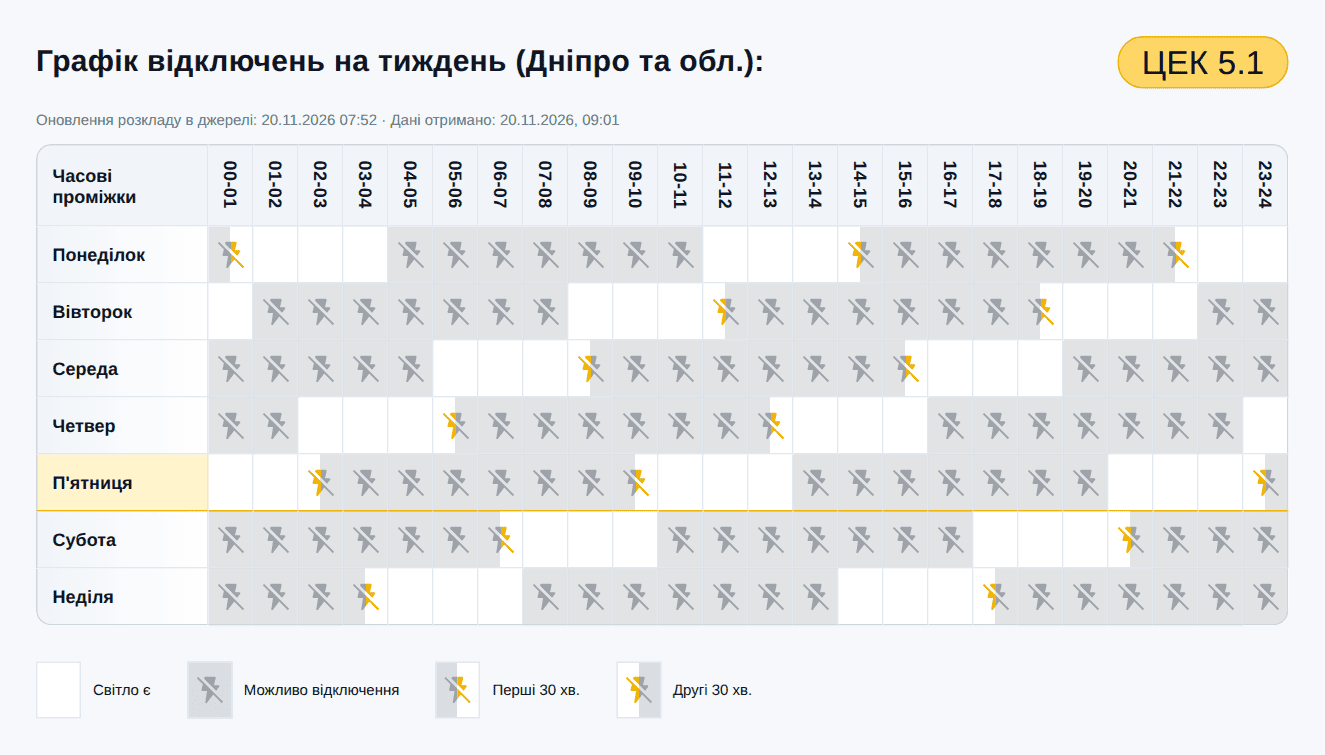 Графік відключень на тиждень (Дніпро та обл.):
ЦЕК 5.1
Оновлення розкладу в джерелі: 20.11.2026 07:52 · Дані отримано: 20.11.2026, 09:01
Часові проміжки 00-01 01-02 02-03 03-04 04-05 05-06 06-07 07-08 08-09 09-10 10-11 11-12 12-13 13-14 14-15 15-16 16-17 17-18 18-19 19-20 20-21 21-22 22-23 23-24
Понеділок
Вівторок
Середа
Четвер
П'ятниця
Субота
Неділя
Світло є Можливо відключення Перші 30 хв. Другі 30 хв.